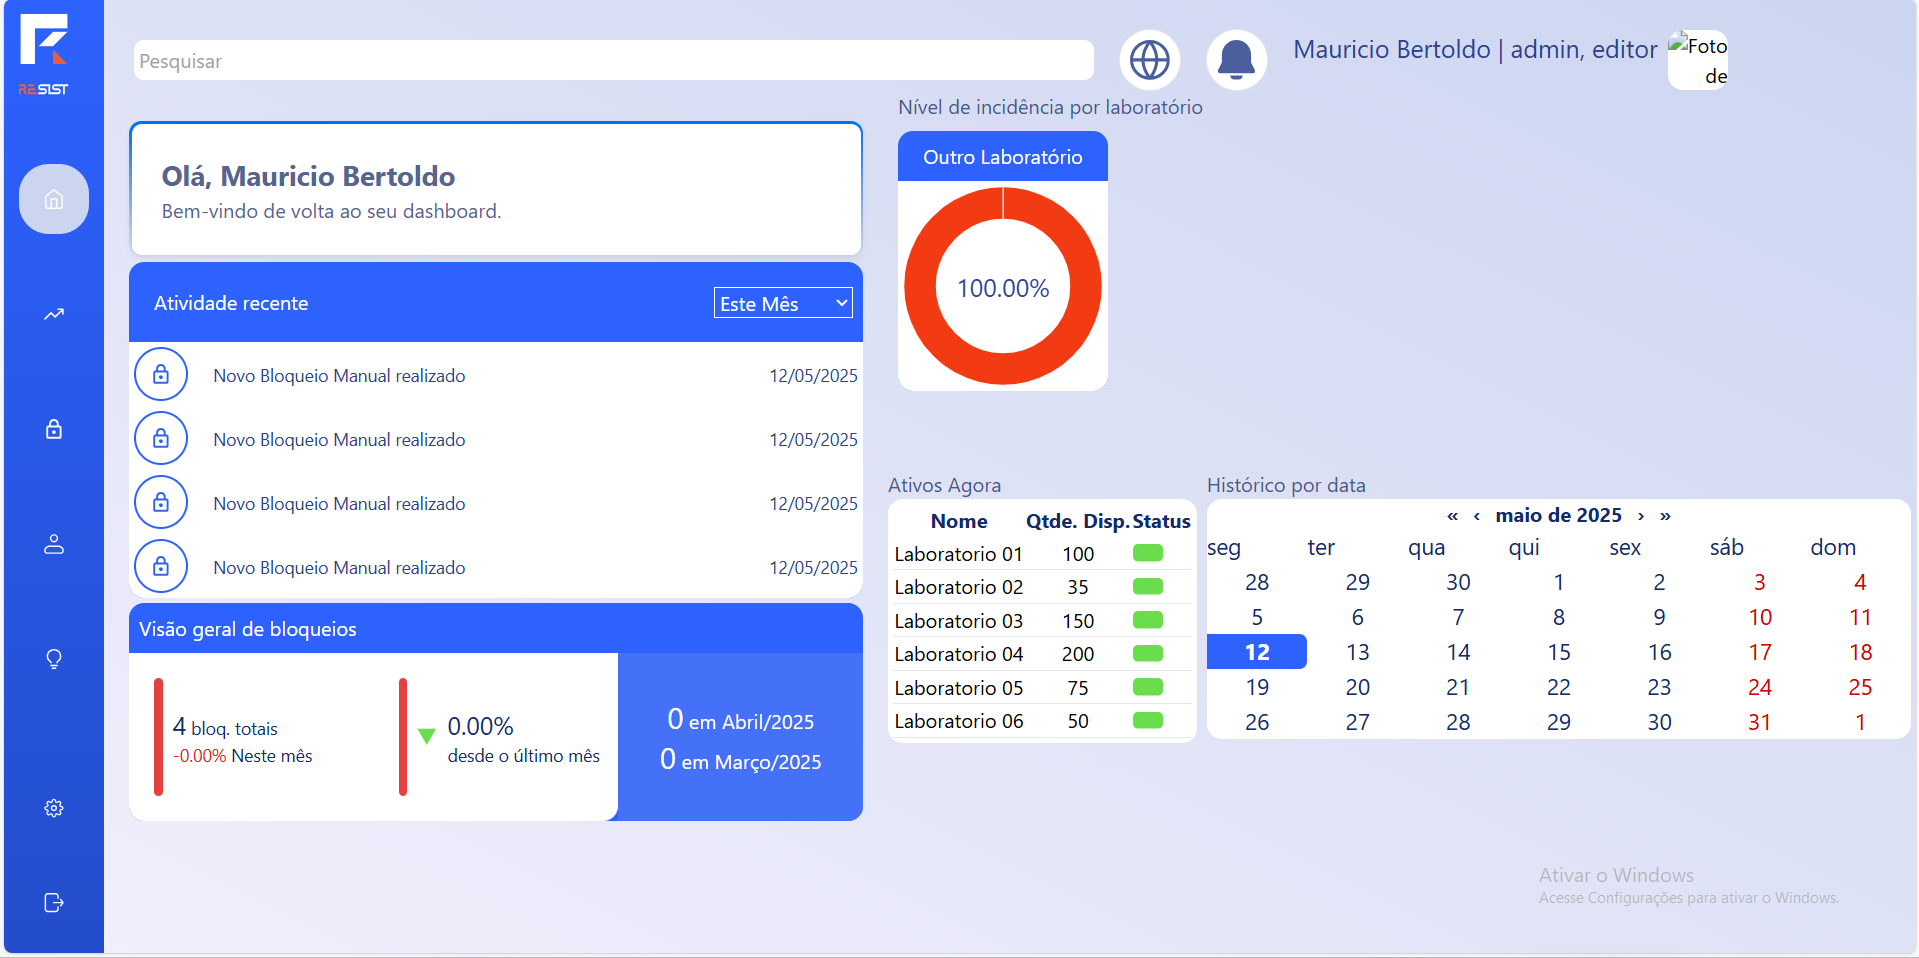 RESIST
Pesquisar
Mauricio Bertoldo | admin, editor
Foto de
Olá, Mauricio Bertoldo
Bem-vindo de volta ao seu dashboard.
Atividade recente
Este Mês
Novo Bloqueio Manual realizado 12/05/2025
Novo Bloqueio Manual realizado 12/05/2025
Novo Bloqueio Manual realizado 12/05/2025
Novo Bloqueio Manual realizado 12/05/2025
Visão geral de bloqueios
4 bloq. totais
-0.00% Neste mês
0.00%
desde o último mês
0 em Abril/2025
0 em Março/2025
Nível de incidência por laboratório
Outro Laboratório
100.00%
Ativos Agora
Nome Qtde. Disp. Status
Laboratorio 01 100
Laboratorio 02 35
Laboratorio 03 150
Laboratorio 04 200
Laboratorio 05 75
Laboratorio 06 50
Histórico por data
« ‹ maio de 2025 › »
seg ter qua qui sex sáb dom
28 29 30 1 2 3 4
5 6 7 8 9 10 11
12 13 14 15 16 17 18
19 20 21 22 23 24 25
26 27 28 29 30 31 1
Ativar o Windows
Acesse Configurações para ativar o Windows.